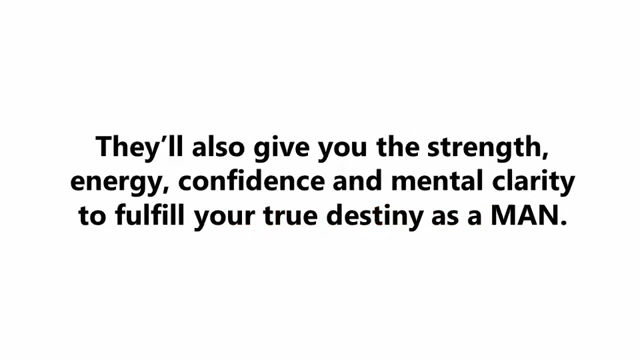 They’ll also give you the strength,
energy, confidence and mental clarity
to fulfill your true destiny as a MAN.